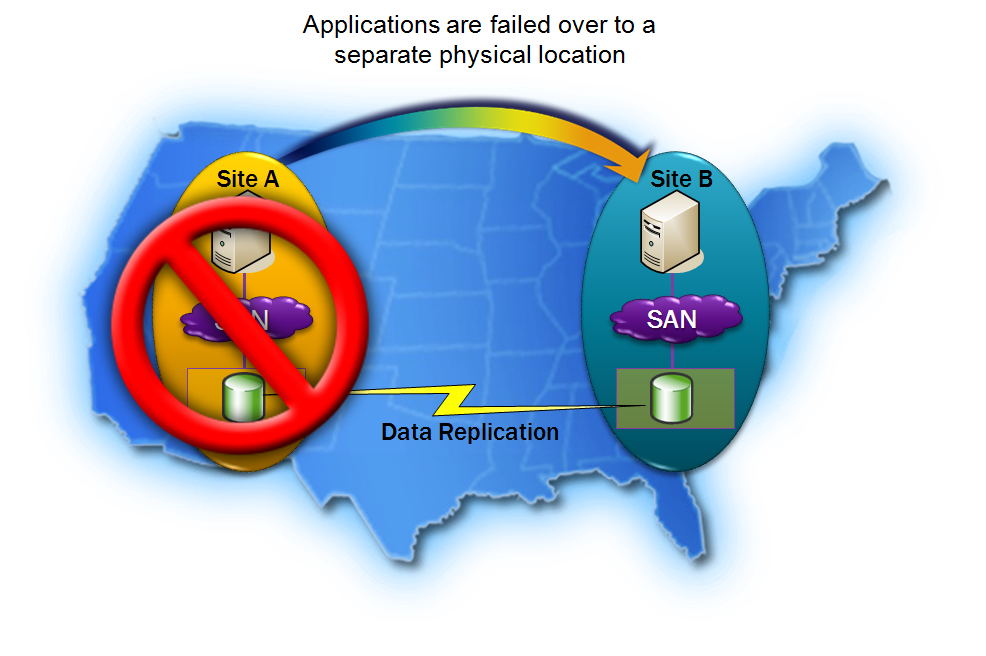 Applications are failed over to a
separate physical location
Site A
Site B
SAN
Data Replication